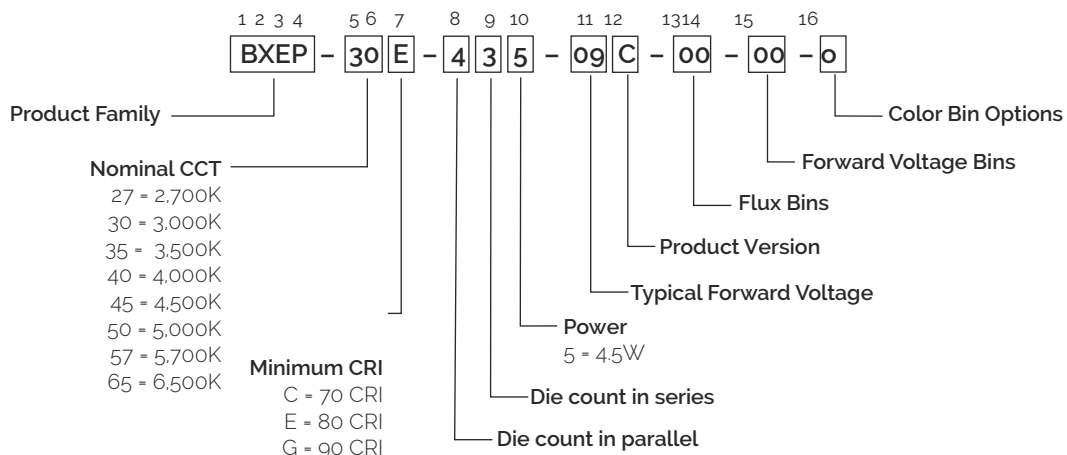 1 2 3 4 5 6 7 8 9 10 11 12 1314 15 16
BXEP – 30 E – 4 3 5 – 09 C – 00 – 00 – 0
Product Family
Color Bin Options
Nominal CCT
27 = 2,700K
30 = 3,000K
35 = 3,500K
40 = 4,000K
45 = 4,500K
50 = 5,000K
57 = 5,700K
65 = 6,500K
Forward Voltage Bins
Flux Bins
Product Version
Typical Forward Voltage
Power
5 = 4.5W
Minimum CRI
C = 70 CRI
E = 80 CRI
G = 90 CRI
Die count in series
Die count in parallel